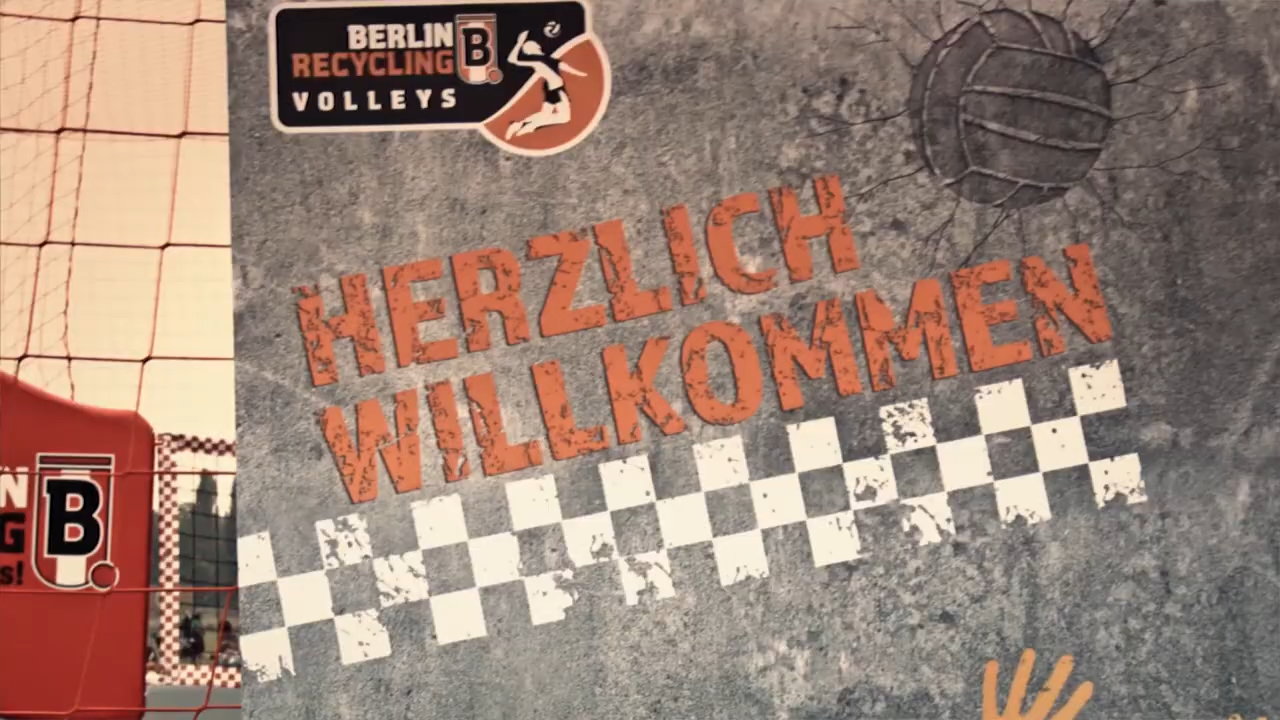 BERLIN
RECYCLING
VOLLEYS
B
HERZLICH
WILLKOMMEN
B